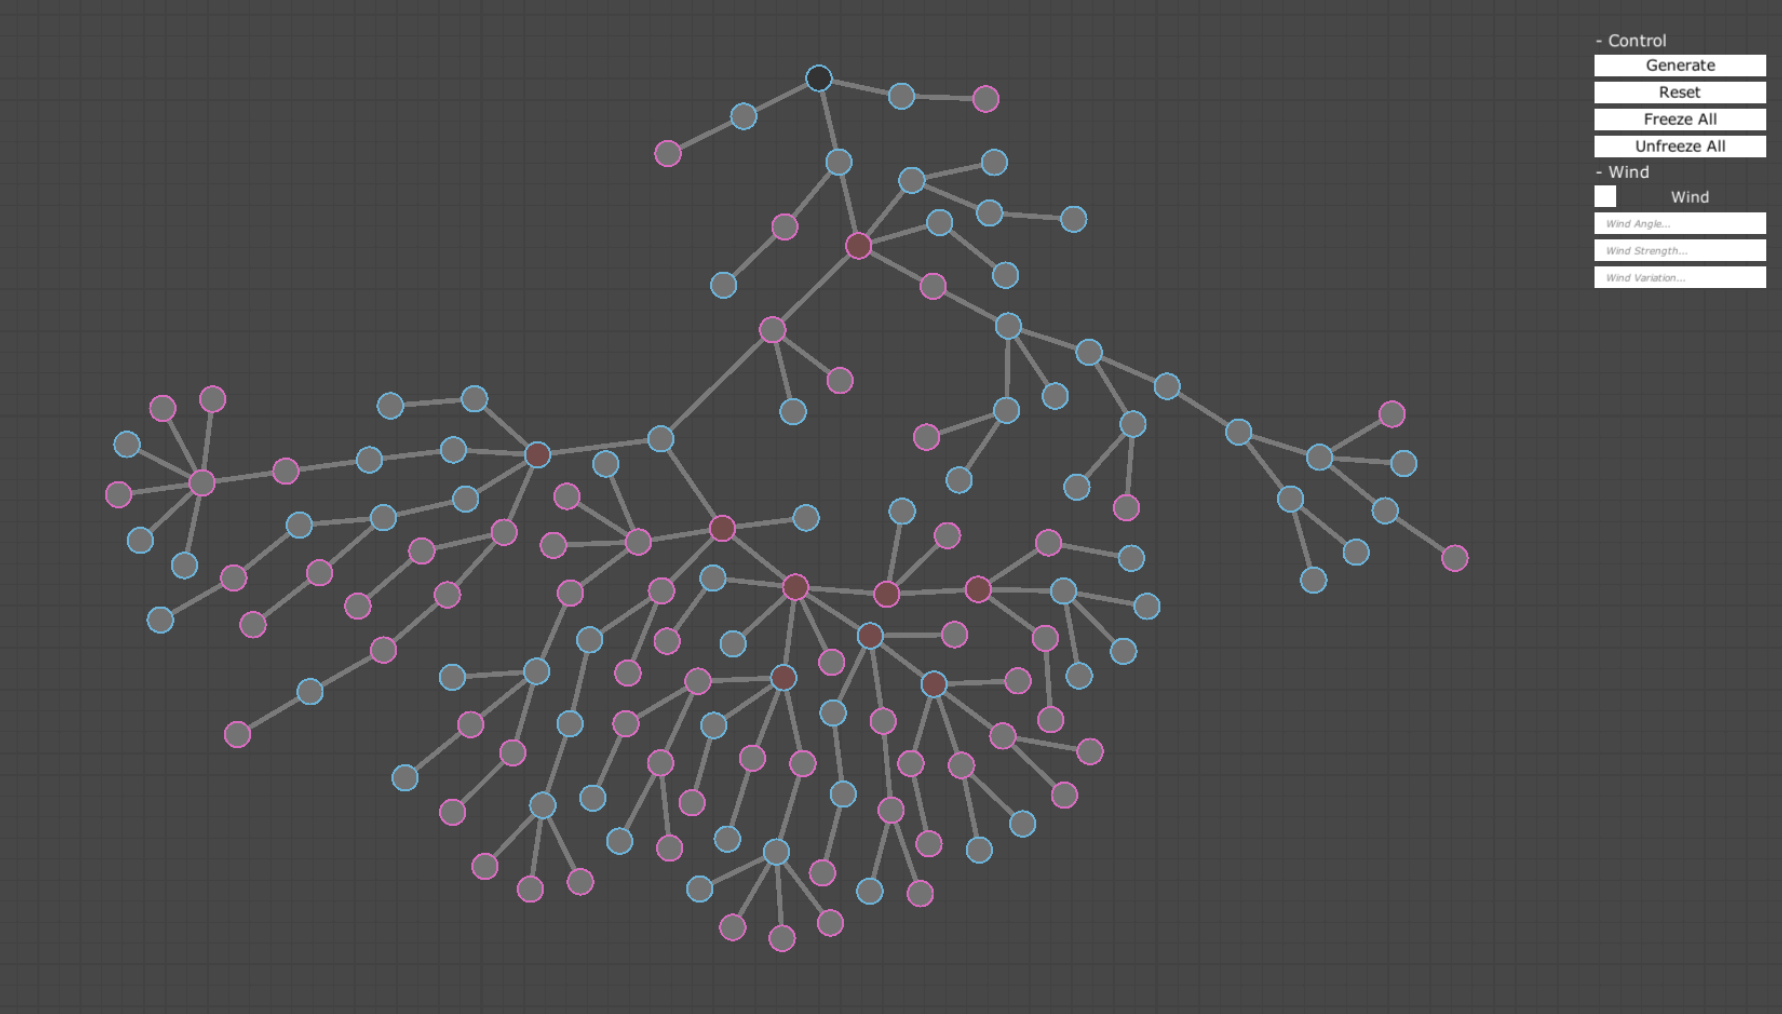 - Control
Generate
Reset
Freeze All
Unfreeze All
- Wind
Wind
Wind Angle...
Wind Strength...
Wind Variation...